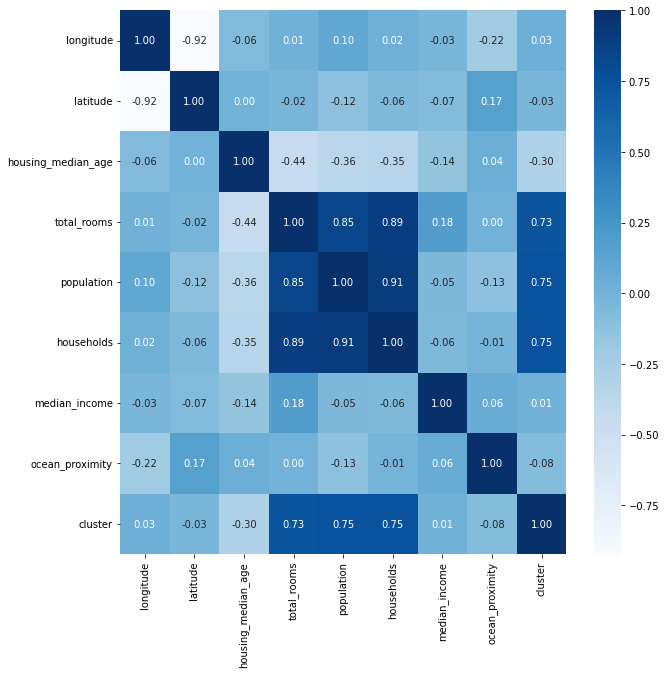 longitude 1.00 -0.92 -0.06 0.01 0.10 0.02 -0.03 -0.22 0.03
latitude -0.92 1.00 0.00 -0.02 -0.12 -0.06 -0.07 0.17 -0.03
housing_median_age -0.06 0.00 1.00 -0.44 -0.36 -0.35 -0.14 0.04 -0.30
total_rooms 0.01 -0.02 -0.44 1.00 0.85 0.89 0.18 0.00 0.73
population 0.10 -0.12 -0.36 0.85 1.00 0.91 -0.05 -0.13 0.75
households 0.02 -0.06 -0.35 0.89 0.91 1.00 -0.06 -0.01 0.75
median_income -0.03 -0.07 -0.14 0.18 -0.05 -0.06 1.00 0.06 0.01
ocean_proximity -0.22 0.17 0.04 0.00 -0.13 -0.01 0.06 1.00 -0.08
cluster 0.03 -0.03 -0.30 0.73 0.75 0.75 0.01 -0.08 1.00
longitude
latitude
housing_median_age
total_rooms
population
households
median_income
ocean_proximity
cluster
1.00
0.75
0.50
0.25
0.00
-0.25
-0.50
-0.75